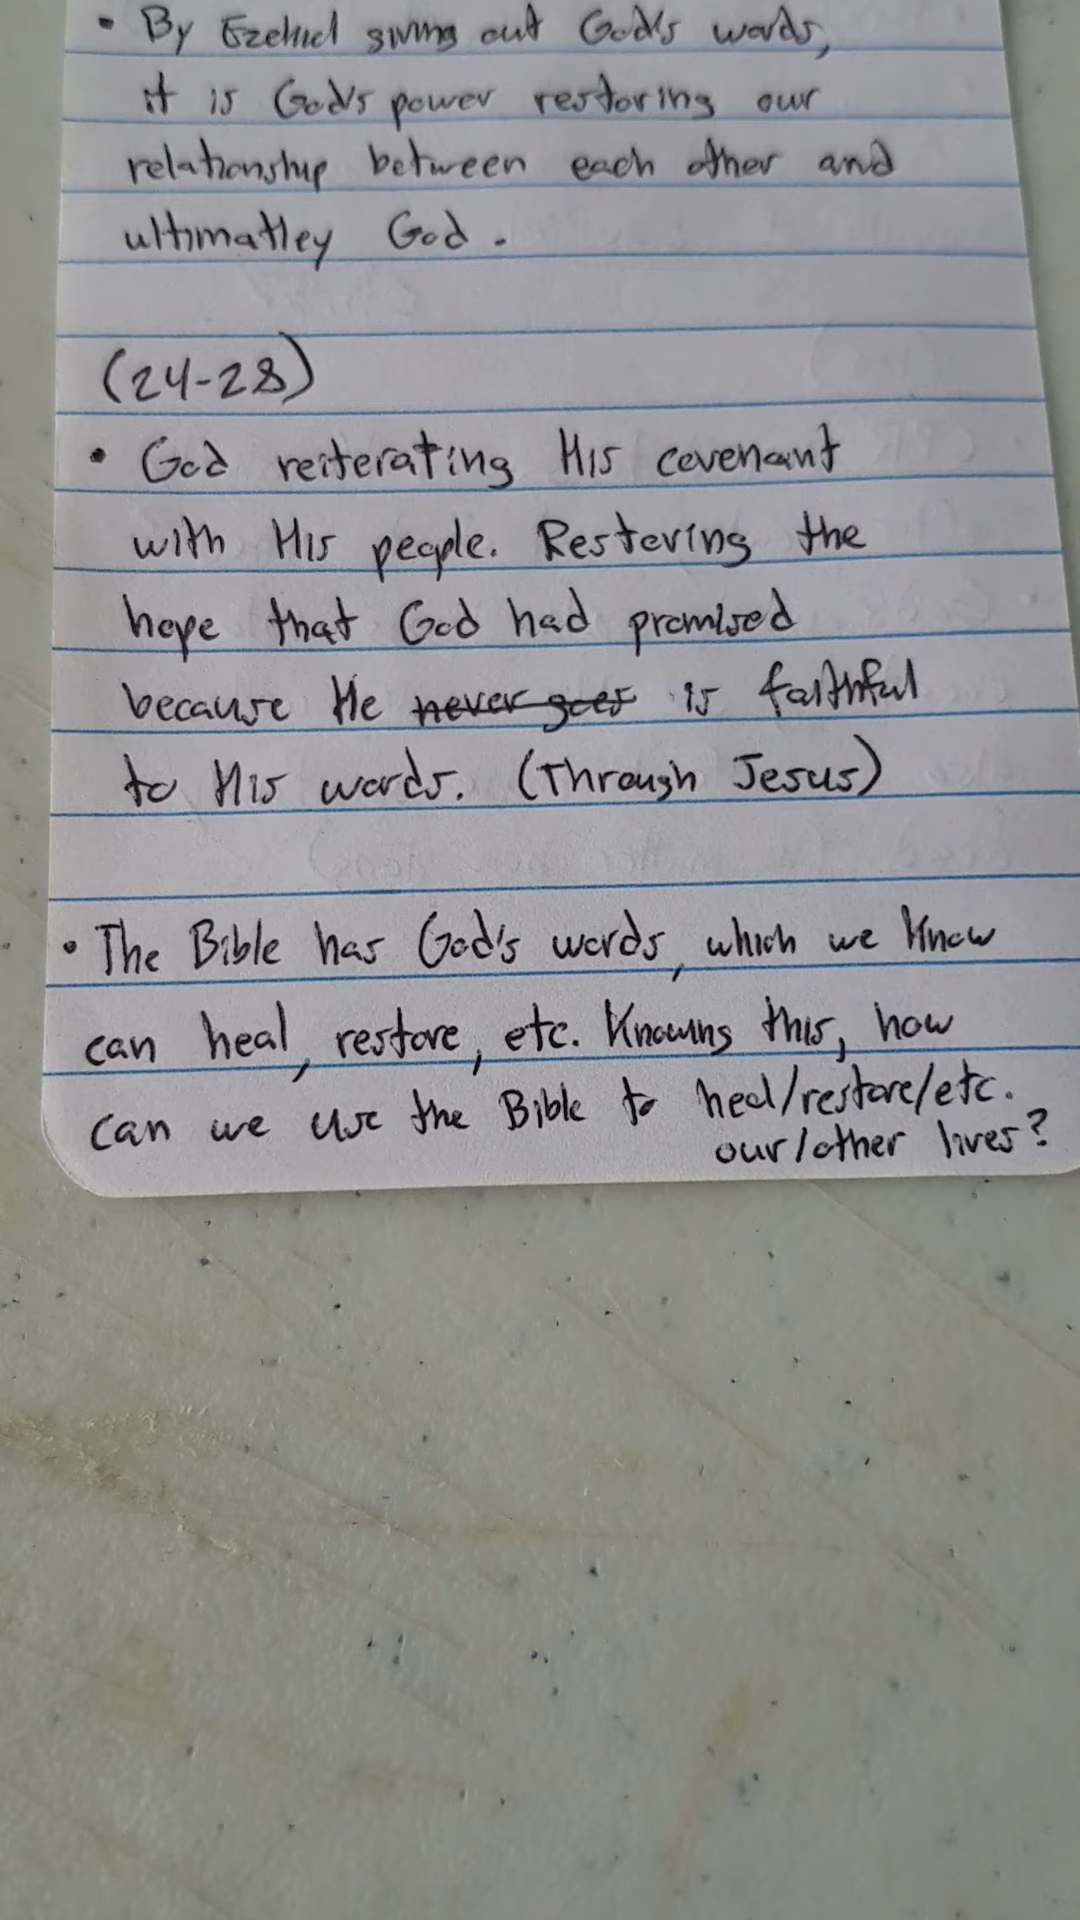 • By Ezekiel giving out God's words,
it is God's power restoring our
relationship between each other and
ultimatley God.
(24-28)
• God reiterating His covenant
with His people. Restoring the
hope that God had promised
because He never goes is faithful
to His words. (Through Jesus)
• The Bible has God's words, which we know
can heal, restore, etc. Knowing this, how
can we use the Bible to heal/restore/etc.
our/other lives?